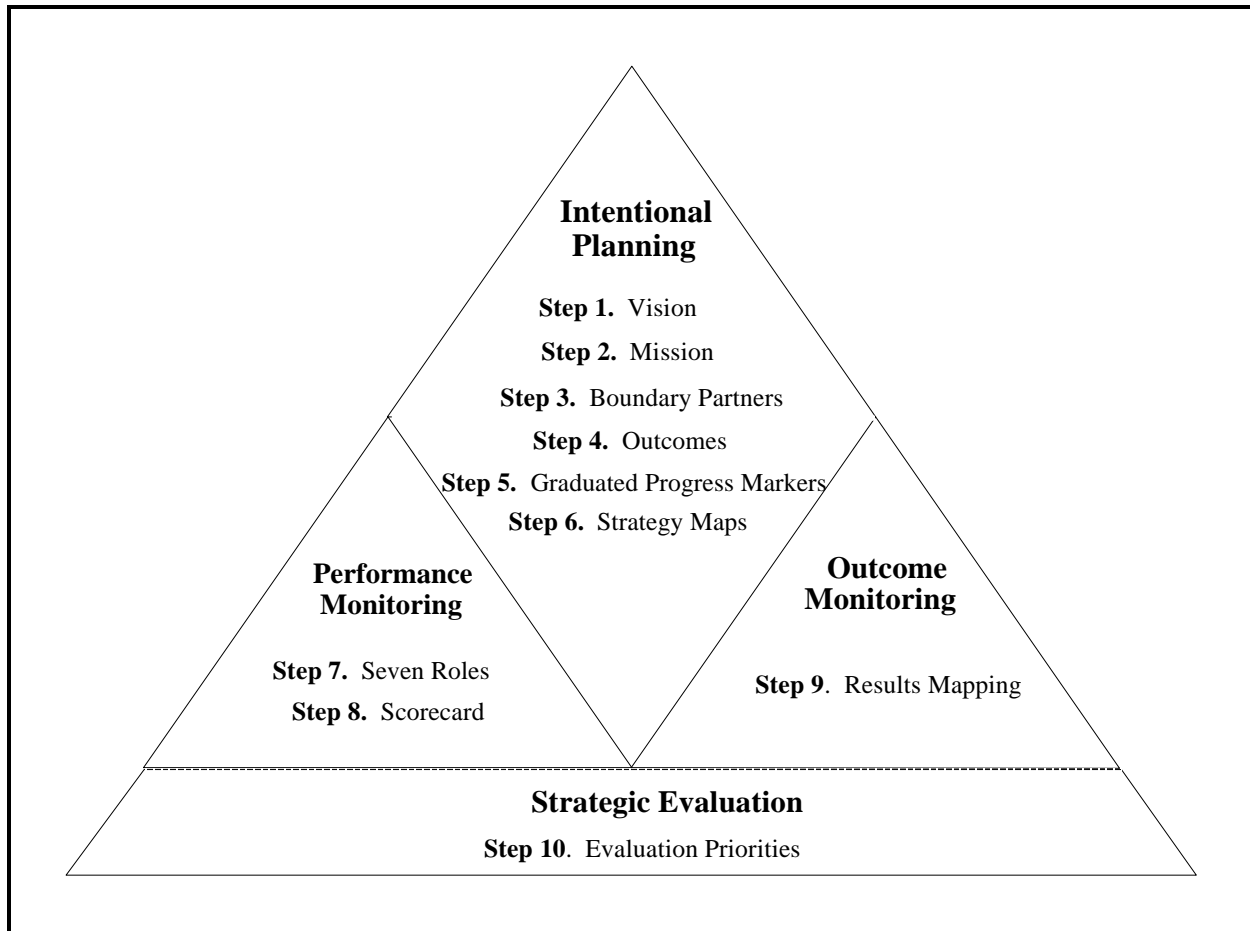 Intentional
Planning
Step 1. Vision
Step 2. Mission
Step 3. Boundary Partners
Step 4. Outcomes
Step 5. Graduated Progress Markers
Step 6. Strategy Maps
Performance
Monitoring
Step 7. Seven Roles
Step 8. Scorecard
Outcome
Monitoring
Step 9. Results Mapping
Strategic Evaluation
Step 10. Evaluation Priorities